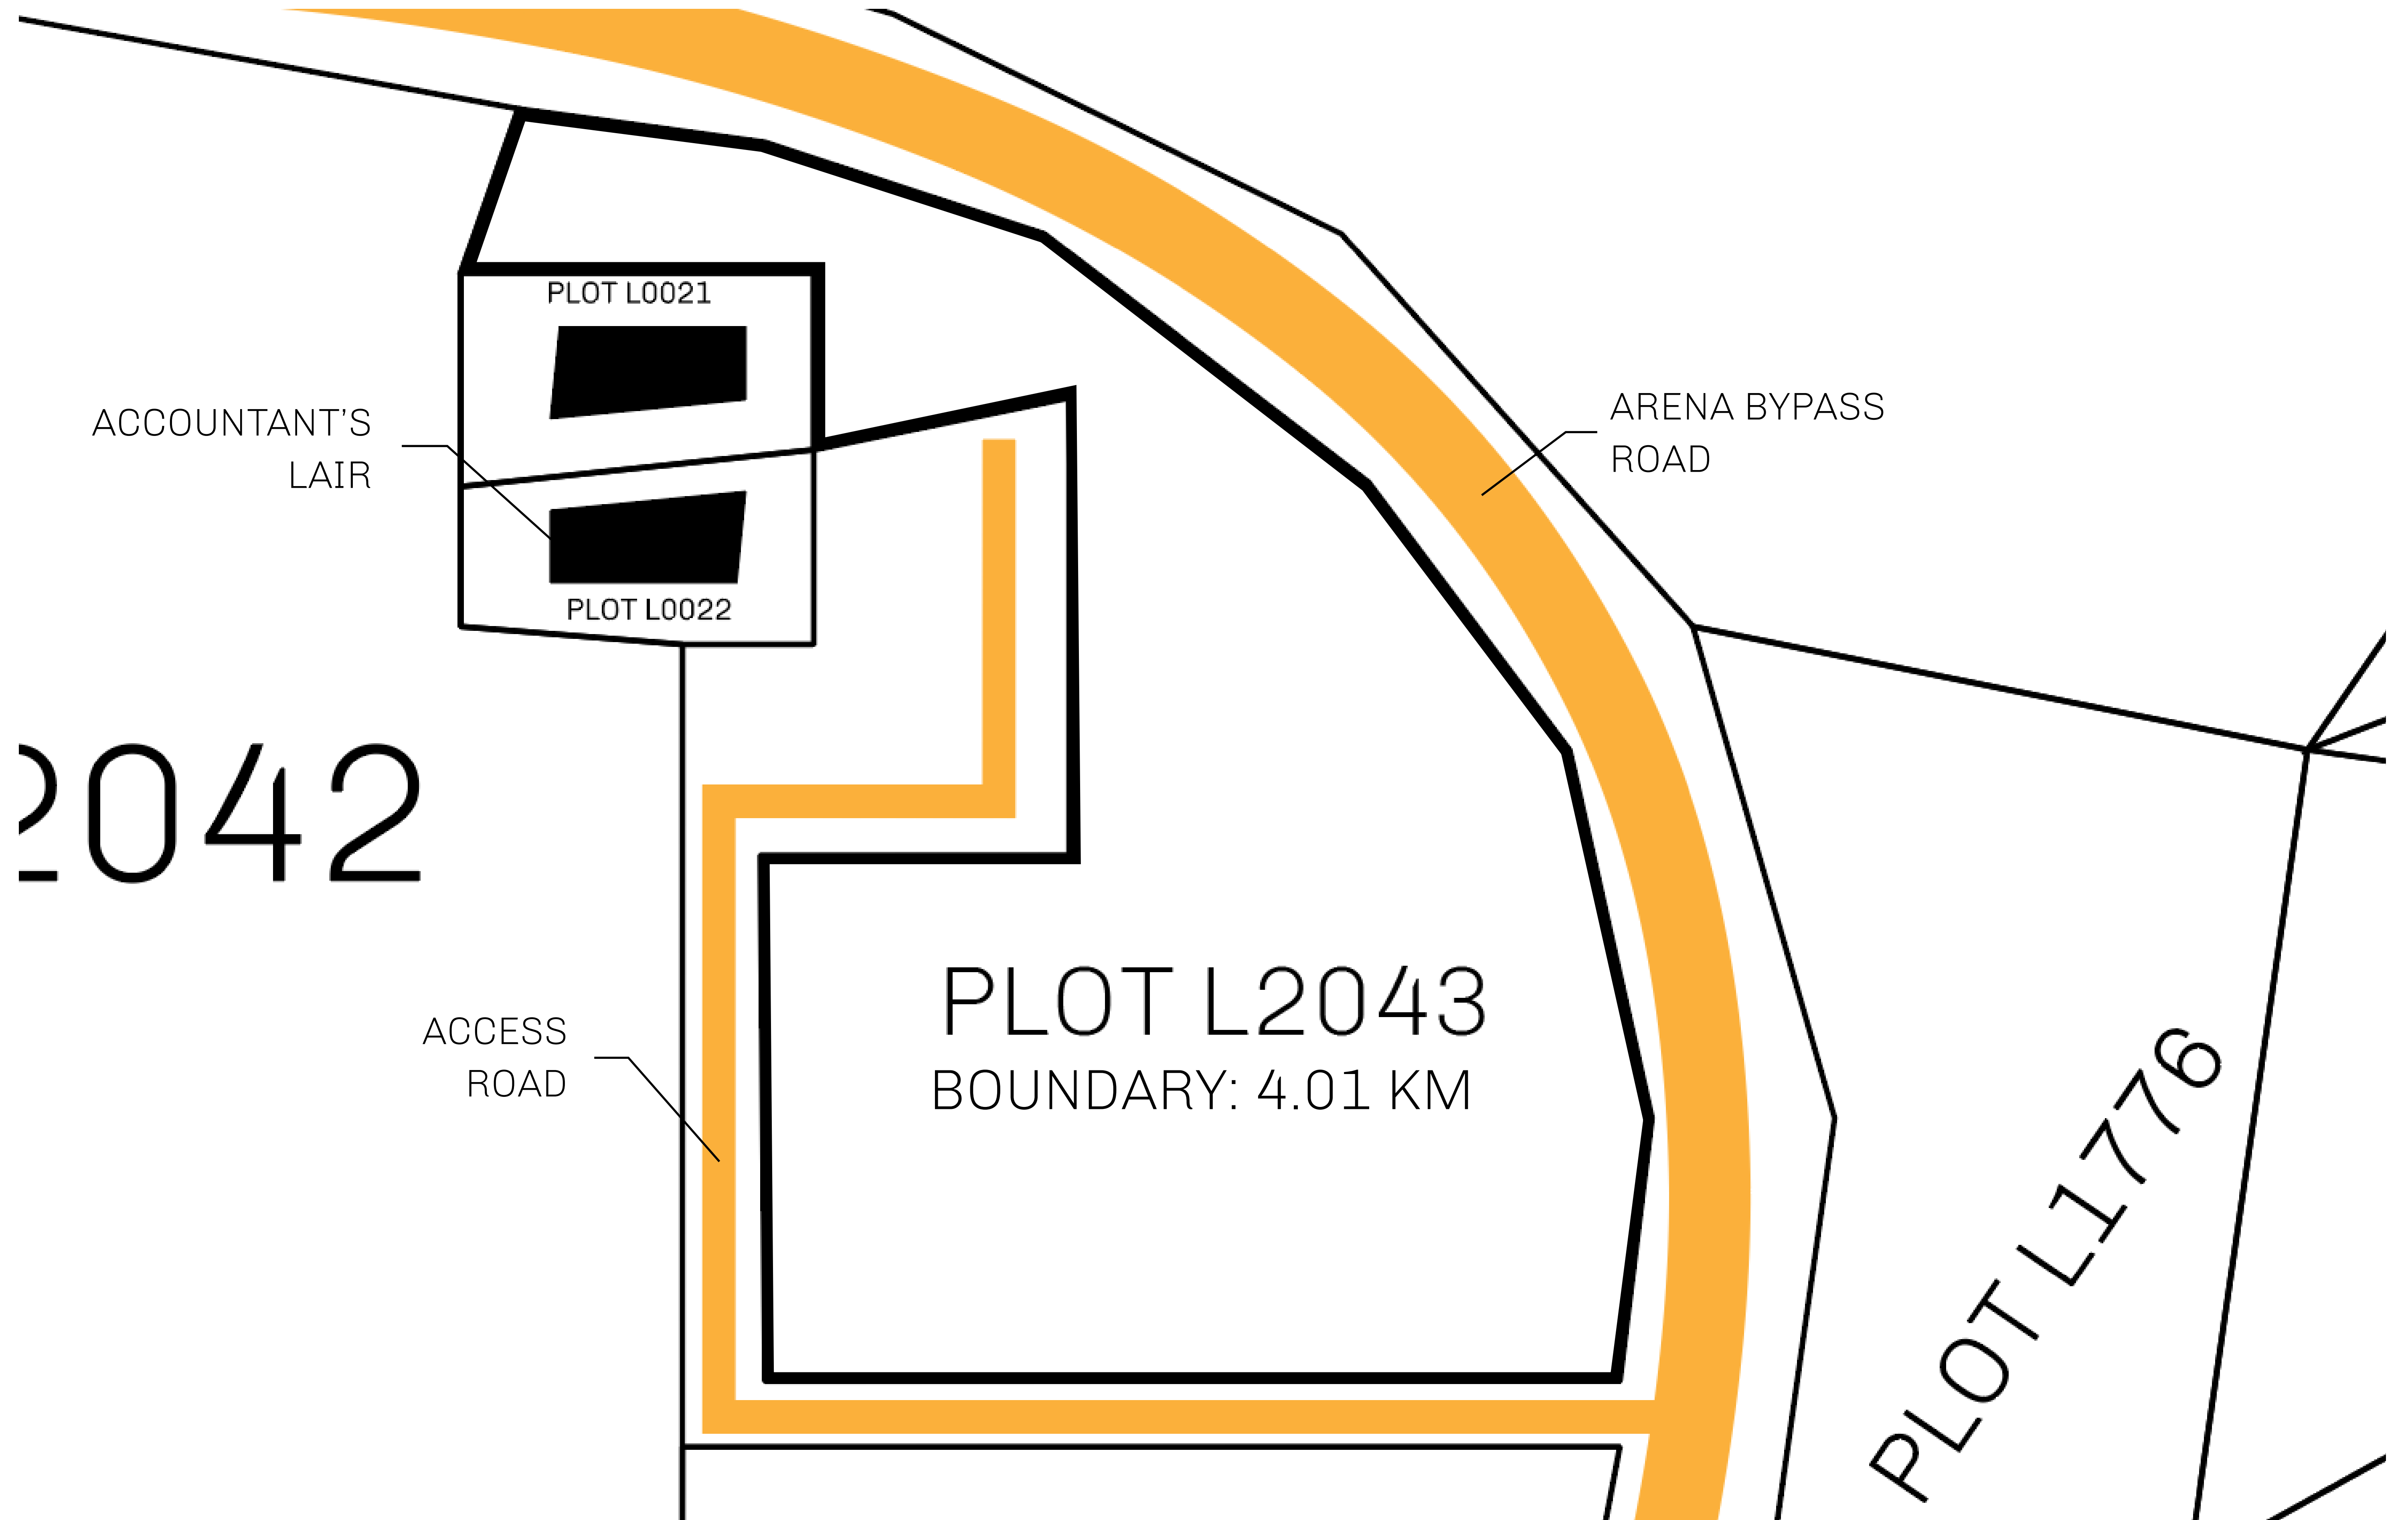 PLOT L0021
ACCOUNTANT'S
LAIR
ARENA BYPASS
ROAD
PLOT L0022
2042
PLOT L2043
BOUNDARY: 4.01 KM
ACCESS
ROAD
PLOT L1776